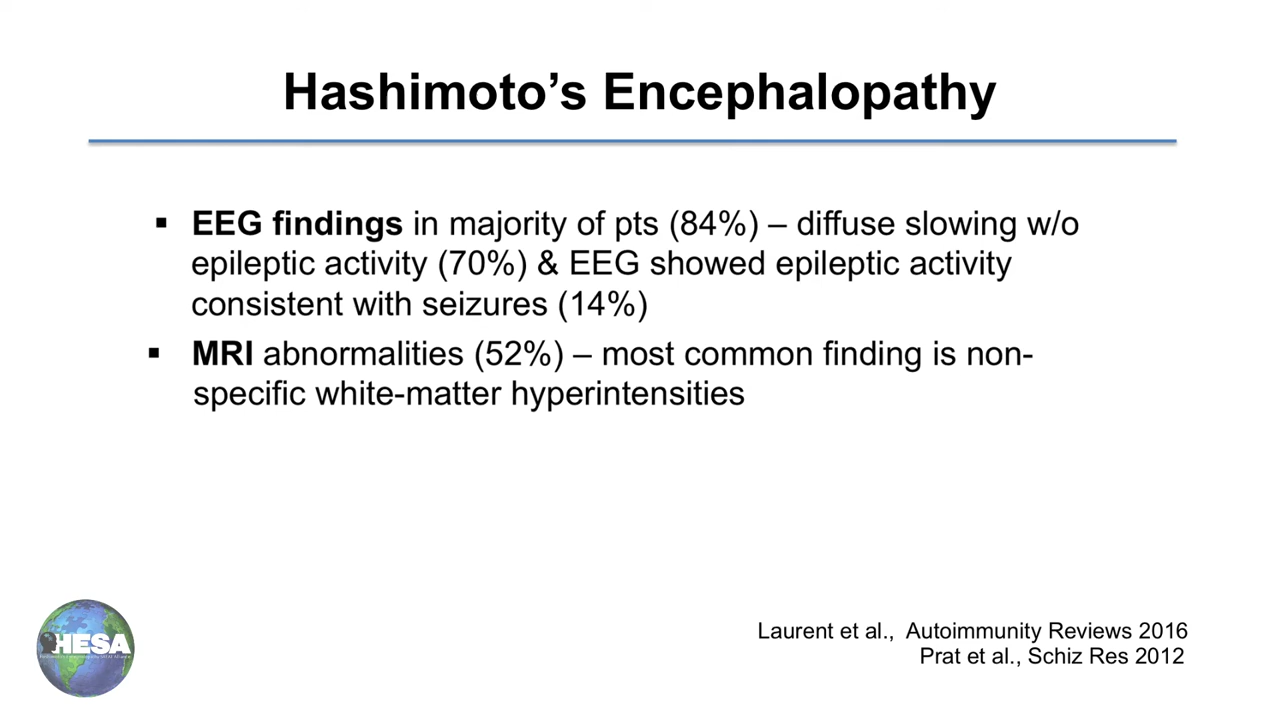 Hashimoto’s Encephalopathy
▪ EEG findings in majority of pts (84%) – diffuse slowing w/o
epileptic activity (70%) & EEG showed epileptic activity
consistent with seizures (14%)
▪ MRI abnormalities (52%) – most common finding is non-
specific white-matter hyperintensities
HESA
Laurent et al., Autoimmunity Reviews 2016
Prat et al., Schiz Res 2012